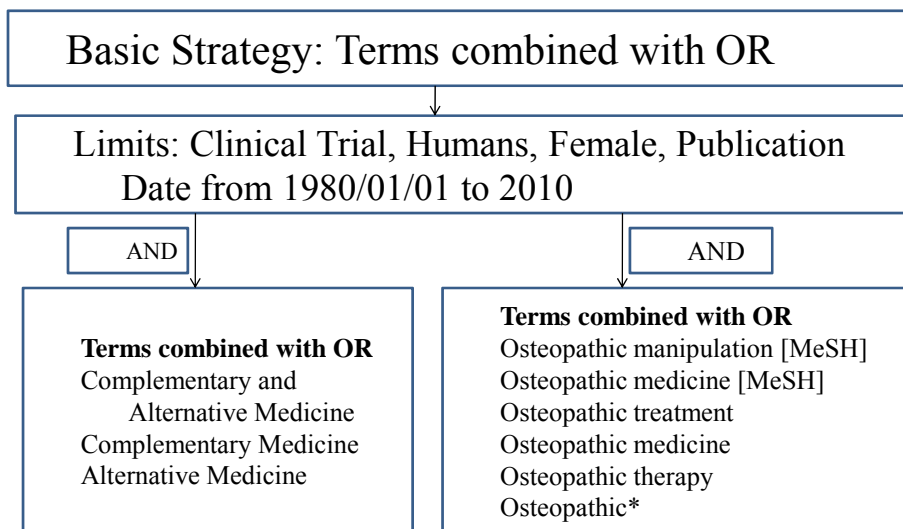 Basic Strategy: Terms combined with OR
Limits: Clinical Trial, Humans, Female, Publication
Date from 1980/01/01 to 2010
AND
AND
Terms combined with OR
Complementary and
Alternative Medicine
Complementary Medicine
Alternative Medicine
Terms combined with OR
Osteopathic manipulation [MeSH]
Osteopathic medicine [MeSH]
Osteopathic treatment
Osteopathic medicine
Osteopathic therapy
Osteopathic*